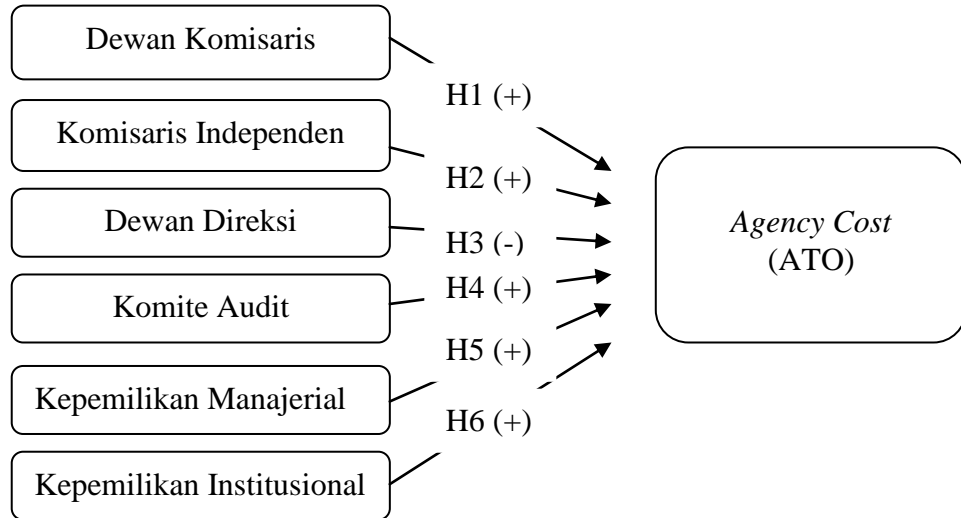 Dewan Komisaris
H1 (+)
Komisaris Independen
H2 (+)
Dewan Direksi
H3 (-)
Komite Audit
H4 (+)
Kepemilikan Manajerial
H5 (+)
Kepemilikan Institusional
H6 (+)
Agency Cost
(ATO)